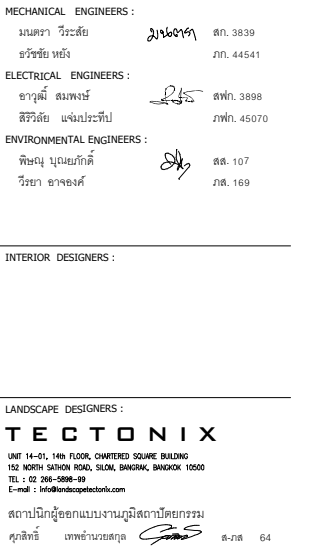 MECHANICAL ENGINEERS :
มนตรา วีระสัย สก. 3839
ธวัชชัย หยัง ภก. 44541
ELECTRICAL ENGINEERS :
อาวุฒิ์ สมพงษ์ สฟก. 3898
สิริวิลัย แจ่มประทีป ภฟก. 45070
ENVIRONMENTAL ENGINEERS :
พิษณุ บุณยภักดิ์ สส. 107
วีรยา อาจองค์ ภส. 169
INTERIOR DESIGNERS :
LANDSCAPE DESIGNERS :
TECTONIX
UNIT 14-01, 14th FLOOR, CHARTERED SQUARE BUILDING
152 NORTH SATHON ROAD, SILOM, BANGRAK, BANGKOK 10500
TEL : 02 266-5898-99
E-mail : info@landscapetectonix.com
สถาปนิกผู้ออกแบบงานภูมิสถาปัตยกรรม
ศุภสิทธิ์ เทพอำนวยสกุล ส-ภส 64